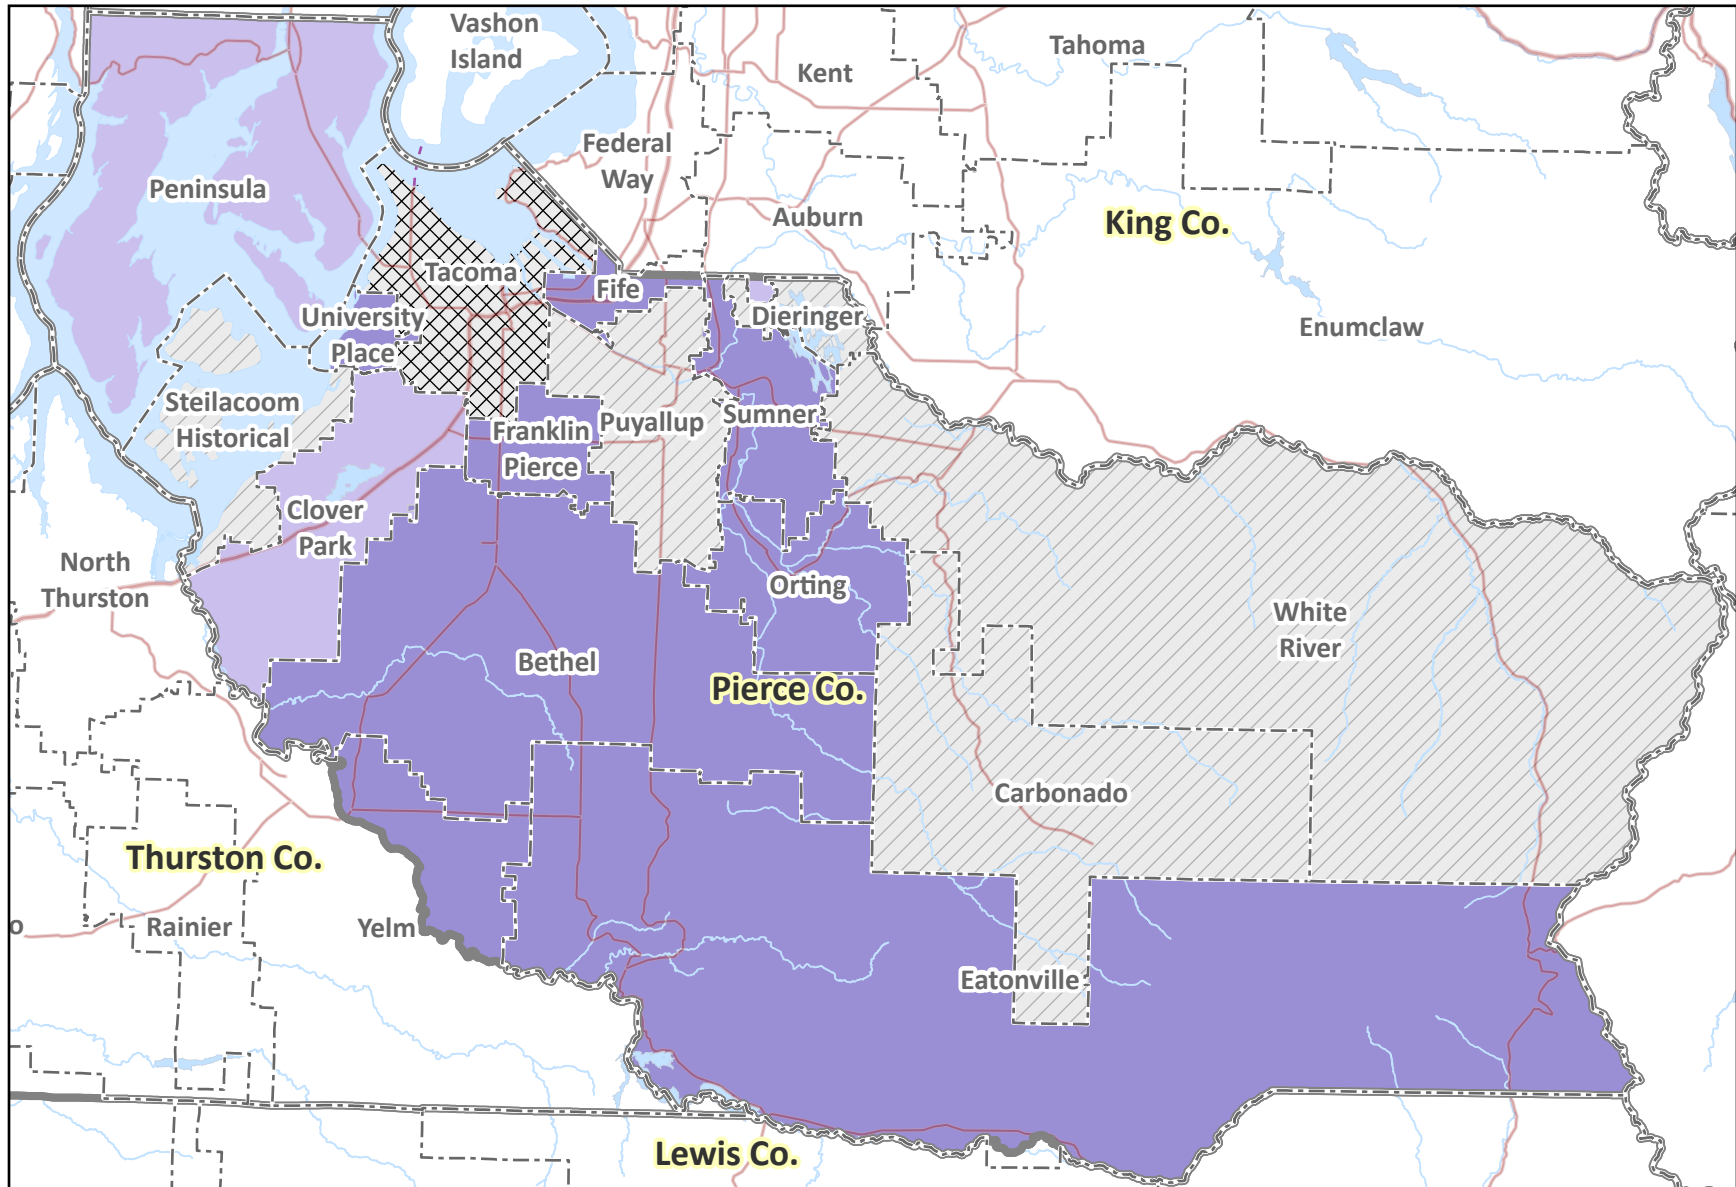 Vashon
Island
Tahoma
Kent
Federal
Way
Peninsula
Auburn
King Co.
Tacoma
Fife
University
Place
Dieringer
Enumclaw
Steilacoom
Historical
Franklin
Pierce
Puyallup
Sumner
Clover
Park
North
Thurston
Orting
White
River
Bethel
Pierce Co.
Carbonado
Thurston Co.
o
Rainier
Yelm
Eatonville
Lewis Co.